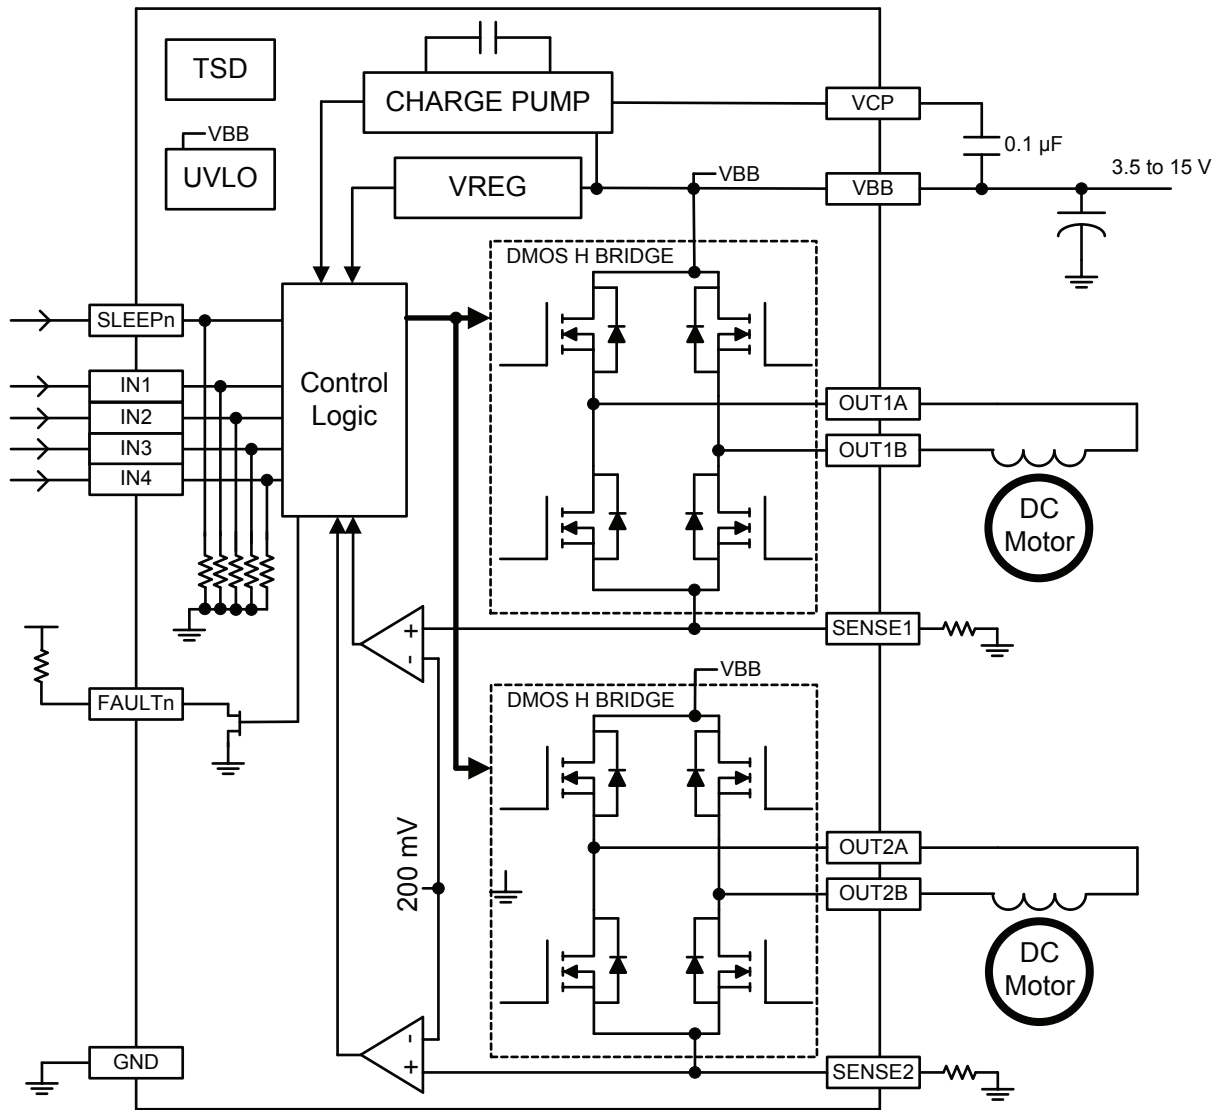 TSD
CHARGE PUMP
VCP
VBB
0.1 µF
UVLO
VREG
VBB
VBB
3.5 to 15 V
DMOS H BRIDGE
SLEEPn
Control
Logic
IN1
IN2
IN3
IN4
OUT1A
OUT1B
DC
Motor
+
-
SENSE1
VBB
FAULTn
DMOS H BRIDGE
200 mV
OUT2A
OUT2B
DC
Motor
-
+
GND
SENSE2